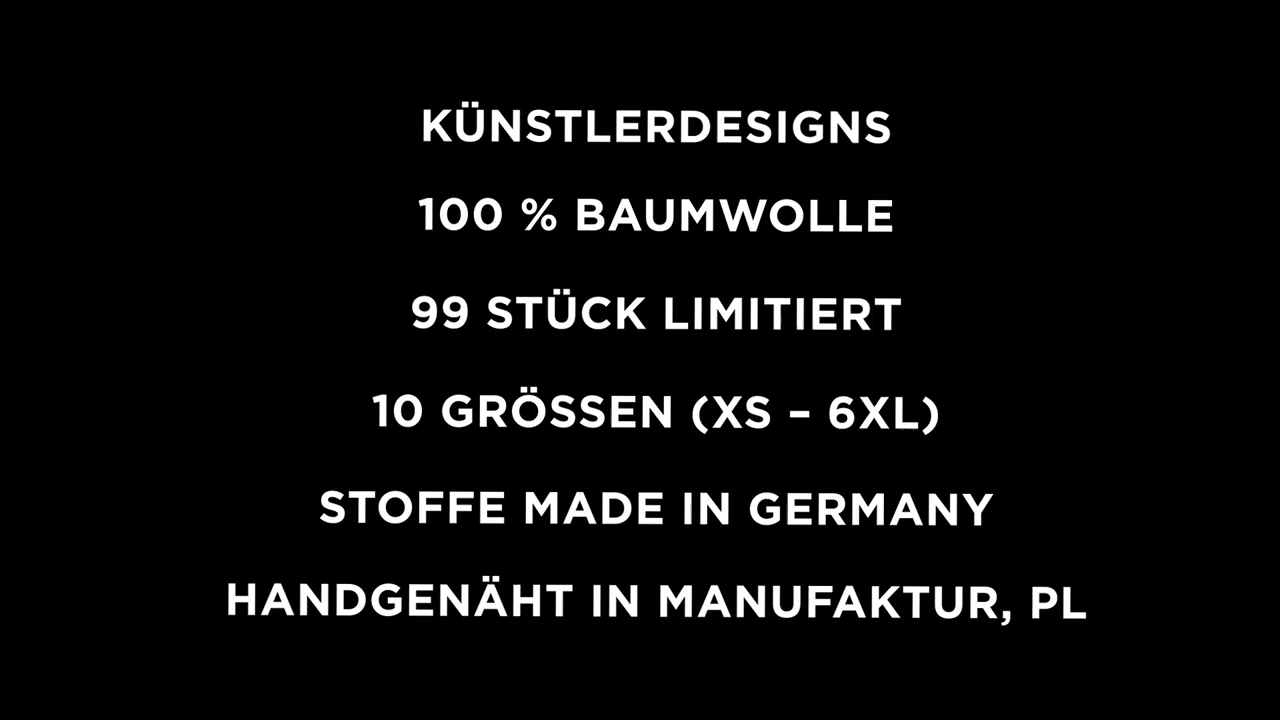 KÜNSTLERDESIGNS
100 % BAUMWOLLE
99 STÜCK LIMITIERT
10 GRÖSSEN (XS – 6XL)
STOFFE MADE IN GERMANY
HANDGENÄHT IN MANUFAKTUR, PL